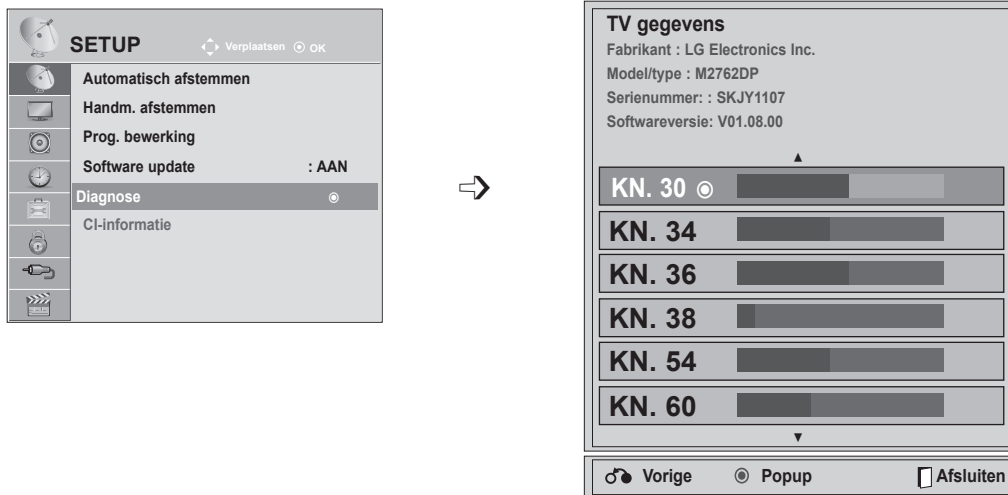 SETUP
Verplaatsen OK
Automatisch afstemmen
Handm. afstemmen
Prog. bewerking
Software update : AAN
Diagnose
CI-informatie
TV gegevens
Fabrikant : LG Electronics Inc.
Model/type : M2762DP
Serienummer: : SKJY1107
Softwareversie: V01.08.00
KN. 30
KN. 34
KN. 36
KN. 38
KN. 54
KN. 60
Vorige Popup Afsluiten